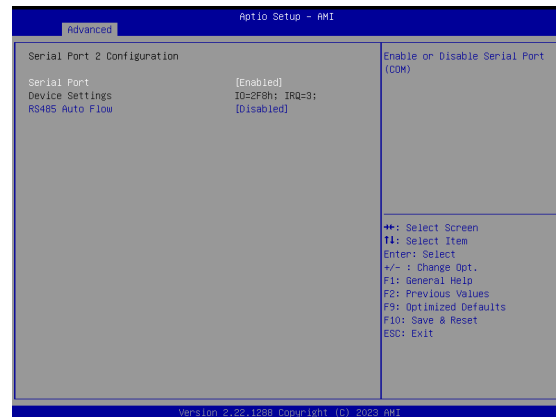 Aptio Setup - AMI
Advanced
Serial Port 2 Configuration
Serial Port [Enabled]
Device Settings IO=2F8h; IRQ=3;
RS485 Auto Flow [Disabled]
Enable or Disable Serial Port
(COM)
→←: Select Screen
↑↓: Select Item
Enter: Select
+/- : Change Opt.
F1: General Help
F2: Previous Values
F9: Optimized Defaults
F10: Save & Reset
ESC: Exit
Version 2.22.1288 Copyright (C) 2023 AMI